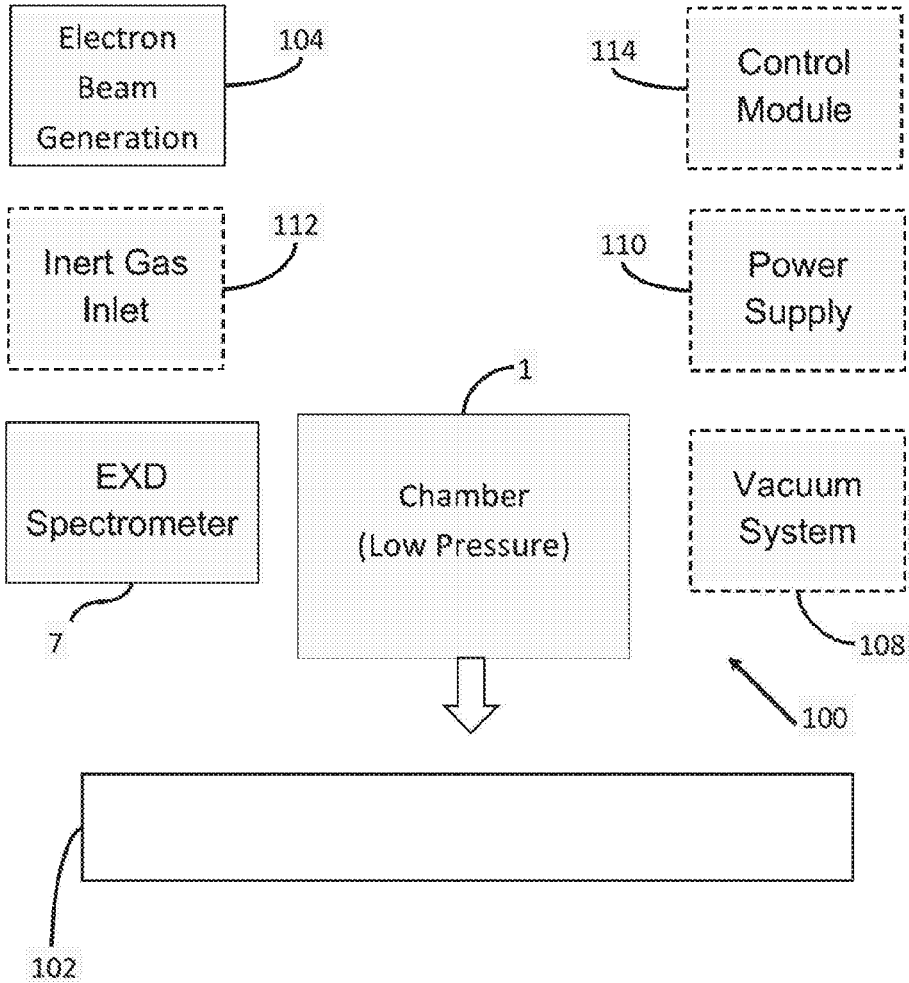 Electron
Beam
Generation
104
114
Control
Module
Inert Gas
Inlet
112
110
Power
Supply
1
EXD
Spectrometer
7
Chamber
(Low Pressure)
Vacuum
System
108
100
102